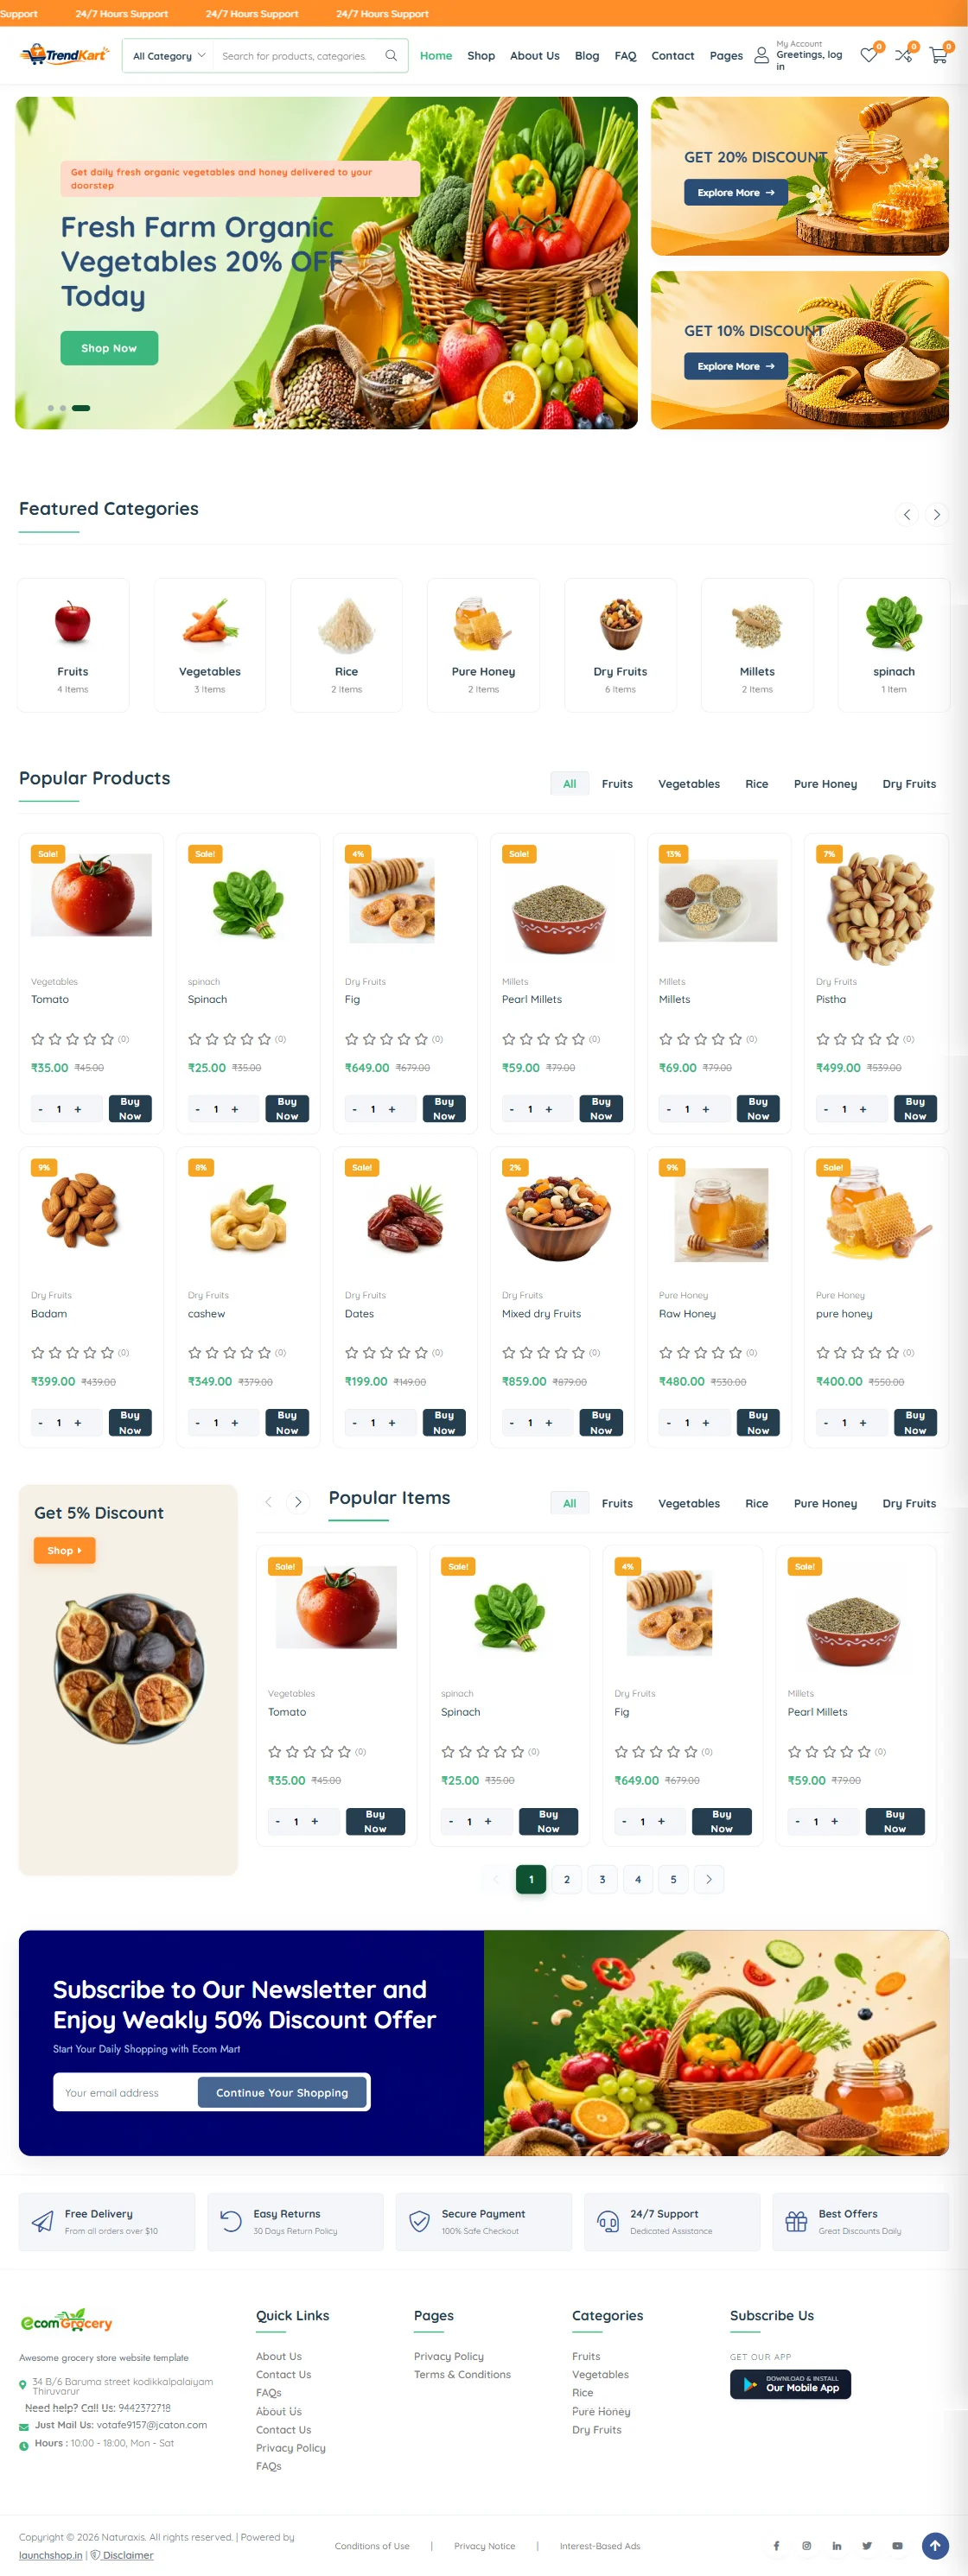 Support 24/7 Hours Support 24/7 Hours Support 24/7 Hours Support
TrendKart
All Category
Search for products, categories.
Home Shop About Us Blog FAQ Contact Pages
My Account
Greetings, log
in
0
0
0
Get daily fresh organic vegetables and honey delivered to your
doorstep
Fresh Farm Organic
Vegetables 20% OFF
Today
Shop Now
GET 20% DISCOUNT
Explore More →
GET 10% DISCOUNT
Explore More →
Featured Categories
Fruits Vegetables Rice Pure Honey Dry Fruits Millets spinach
4 Items 3 Items 2 Items 2 Items 6 Items 2 Items 1 Item
Popular Products
All Fruits Vegetables Rice Pure Honey Dry Fruits
Sale! Sale! 4% Sale! 13% 7%
Vegetables spinach Dry Fruits Millets Millets Dry Fruits
Tomato Spinach Fig Pearl Millets Millets Pistha
(0) (0) (0) (0) (0) (0)
₹35.00 ₹45.00 ₹25.00 ₹35.00 ₹649.00 ₹679.00 ₹59.00 ₹79.00 ₹69.00 ₹79.00 ₹499.00 ₹539.00
- 1 + Buy Now - 1 + Buy Now - 1 + Buy Now - 1 + Buy Now - 1 + Buy Now - 1 + Buy Now
9% 8% Sale! 2% 9% Sale!
Dry Fruits Dry Fruits Dry Fruits Dry Fruits Pure Honey Pure Honey
Badam cashew Dates Mixed dry Fruits Raw Honey pure honey
(0) (0) (0) (0) (0) (0)
₹399.00 ₹439.00 ₹349.00 ₹379.00 ₹199.00 ₹149.00 ₹859.00 ₹879.00 ₹480.00 ₹530.00 ₹400.00 ₹550.00
- 1 + Buy Now - 1 + Buy Now - 1 + Buy Now - 1 + Buy Now - 1 + Buy Now - 1 + Buy Now
Get 5% Discount
Shop
Popular Items
All Fruits Vegetables Rice Pure Honey Dry Fruits
Sale! Sale! 4% Sale!
Vegetables spinach Dry Fruits Millets
Tomato Spinach Fig Pearl Millets
(0) (0) (0) (0)
₹35.00 ₹45.00 ₹25.00 ₹35.00 ₹649.00 ₹679.00 ₹59.00 ₹79.00
- 1 + Buy Now - 1 + Buy Now - 1 + Buy Now - 1 + Buy Now
1 2 3 4 5
Subscribe to Our Newsletter and
Enjoy Weakly 50% Discount Offer
Start Your Daily Shopping with Ecom Mart
Your email address
Continue Your Shopping
Free Delivery
From all orders over $10
Easy Returns
30 Days Return Policy
Secure Payment
100% Safe Checkout
24/7 Support
Dedicated Assistance
Best Offers
Great Discounts Daily
ecomGrocery
Awesome grocery store website template
34 B/6 Baruma street kodikkalpalaiyam
Thiruvarur
Need help? Call Us: 9442372718
Just Mail Us: votafe9157@jcaton.com
Hours : 10:00 - 18:00, Mon - Sat
Quick Links
About Us
Contact Us
FAQs
About Us
Contact Us
Privacy Policy
FAQs
Pages
Privacy Policy
Terms & Conditions
Categories
Fruits
Vegetables
Rice
Pure Honey
Dry Fruits
Subscribe Us
GET OUR APP
DOWNLOAD & INSTALL
Our Mobile App
Copyright © 2026 Naturaxis. All rights reserved. | Powered by
launchshop.in | Disclaimer
Conditions of Use | Privacy Notice | Interest-Based Ads